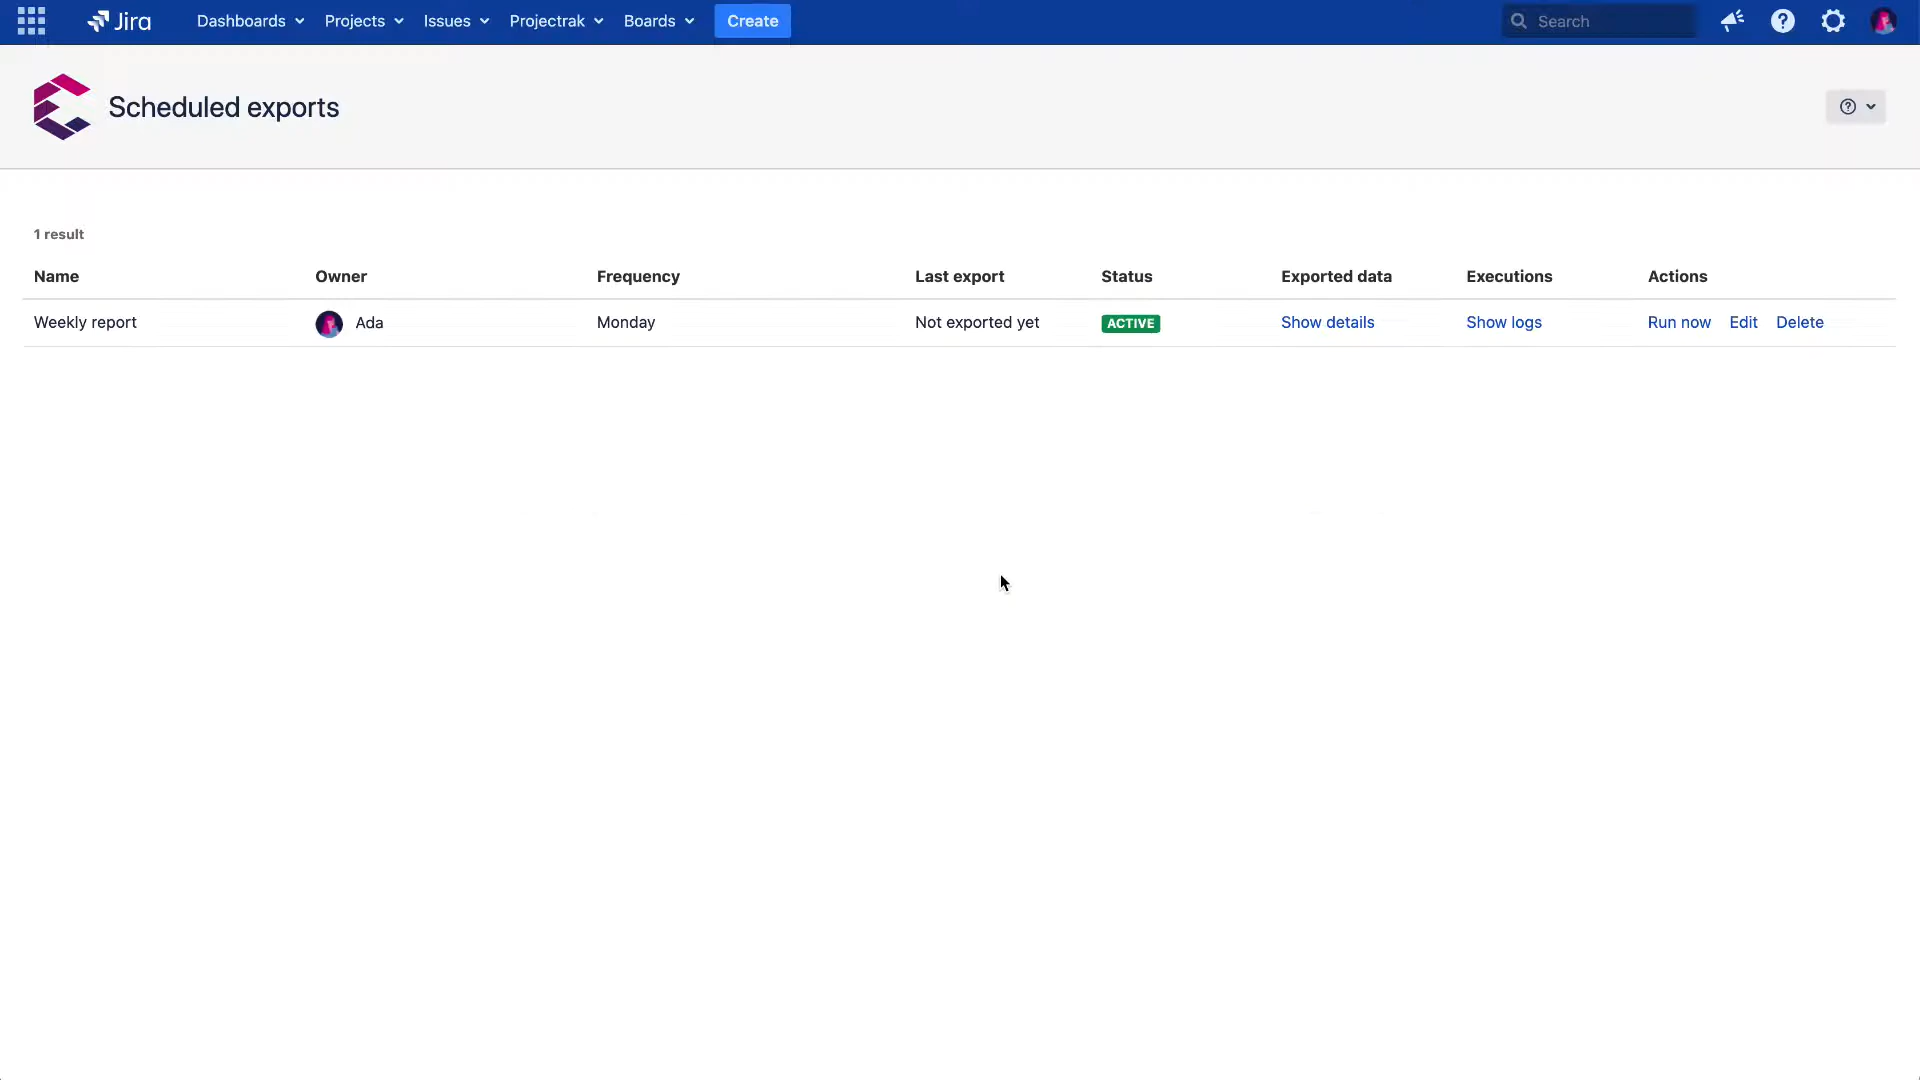 Jira Dashboards Projects Issues Projectrak Boards Create Search
Scheduled exports
1 result
Name Owner Frequency Last export Status Exported data Executions Actions
Weekly report Ada Monday Not exported yet ACTIVE Show details Show logs Run now Edit Delete